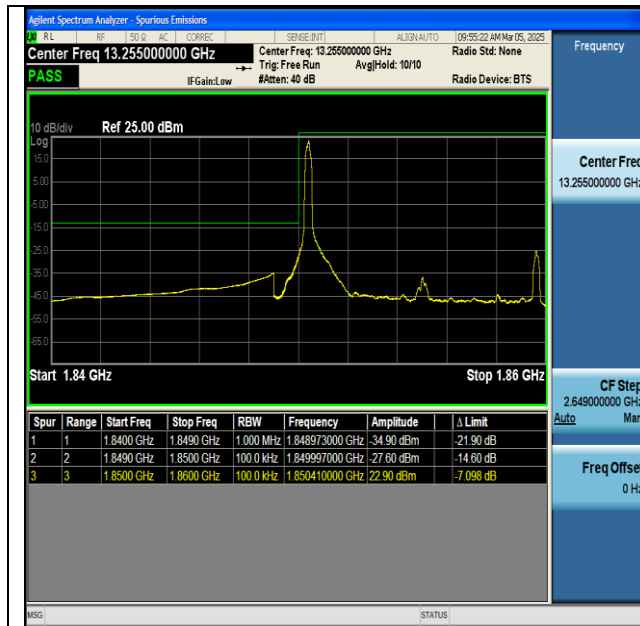 Agilent Spectrum Analyzer - Spurious Emissions
RL RF 50 Ω AC CORREC SENSE:INT ALIGN AUTO 09:55:22 AM Mar 05, 2025
Center Freq 13.255000000 GHz
Center Freq: 13.255000000 GHz Radio Std: None
Trig: Free Run Avg|Hold: 10/10
PASS IFGain:Low #Atten: 40 dB Radio Device: BTS
10 dB/div Ref 25.00 dBm
Log
15.0
5.00
-5.00
-15.0
-25.0
-35.0
-45.0
-55.0
-65.0
Start 1.84 GHz Stop 1.86 GHz
Spur Range Start Freq Stop Freq RBW Frequency Amplitude Δ Limit
1 1 1.8400 GHz 1.8490 GHz 1.000 MHz 1.848973000 GHz -34.90 dBm -21.90 dB
2 2 1.8490 GHz 1.8500 GHz 100.0 kHz 1.849997000 GHz -27.60 dBm -14.60 dB
3 3 1.8500 GHz 1.8600 GHz 100.0 kHz 1.850410000 GHz 22.90 dBm -7.098 dB
Frequency
Center Freq
13.255000000 GHz
CF Step
2.649000000 GHz
Auto Man
Freq Offset
0 Hz
MSG STATUS